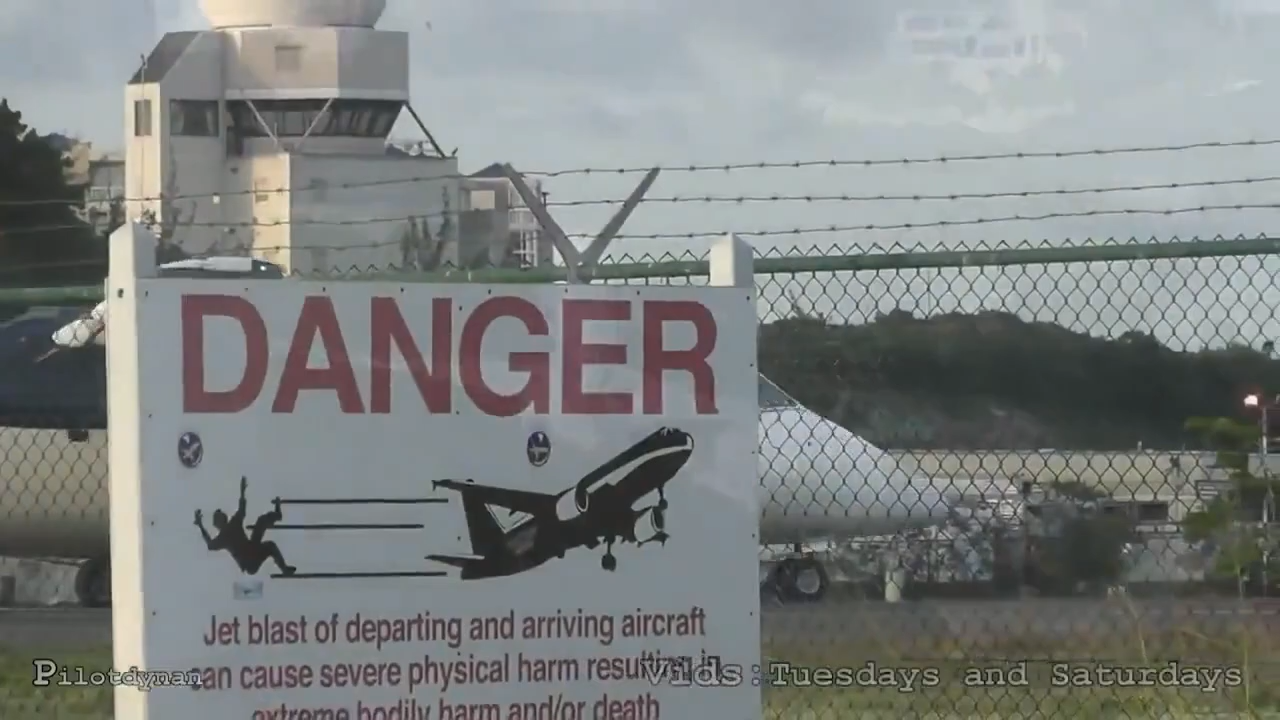 DANGER
Jet blast of departing and arriving aircraft
can cause severe physical harm resulting in
extreme bodily harm and/or death
Pilotdynan
Vids:Tuesdays and Saturdays